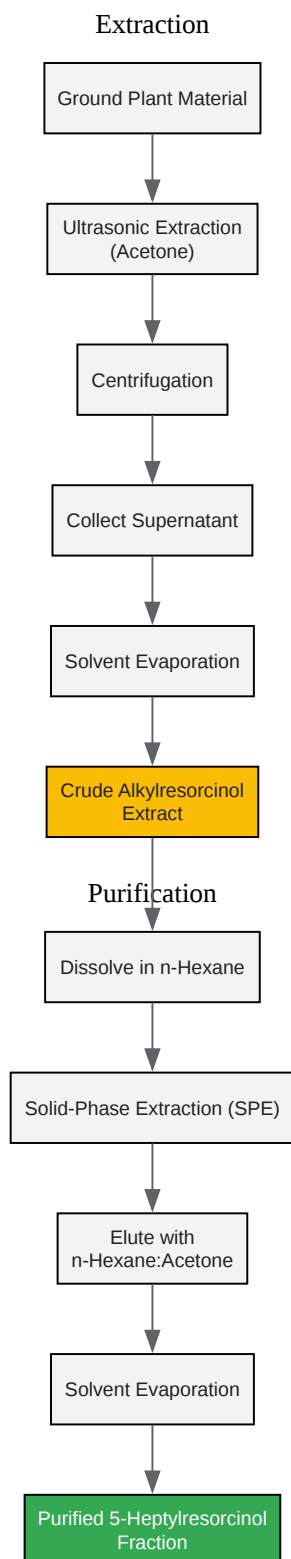 Extraction
Ground Plant Material
Ultrasonic Extraction
(Acetone)
Centrifugation
Collect Supernatant
Solvent Evaporation
Crude Alkylresorcinol
Extract
Purification
Dissolve in n-Hexane
Solid-Phase Extraction (SPE)
Elute with
n-Hexane:Acetone
Solvent Evaporation
Purified 5-Heptylresorcinol
Fraction